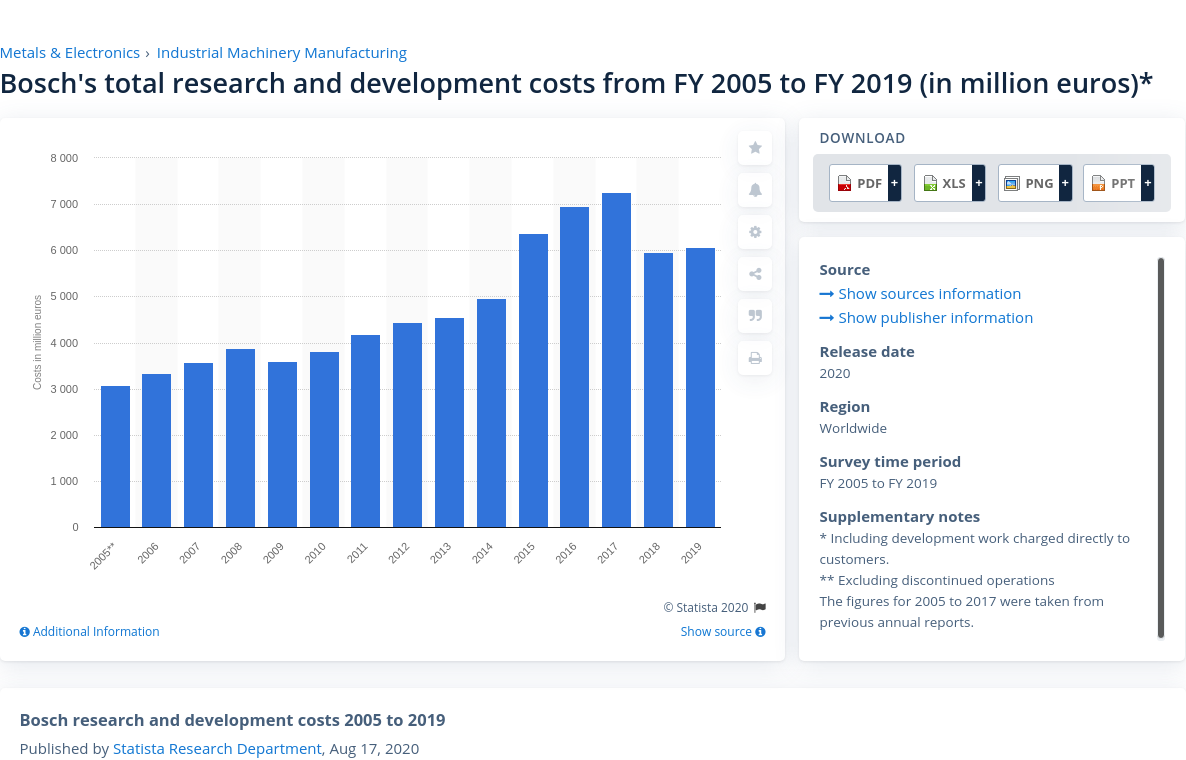 Metals & Electronics › Industrial Machinery Manufacturing
Bosch's total research and development costs from FY 2005 to FY 2019 (in million euros)*
8 000
7 000
6 000
5 000
4 000
3 000
2 000
1 000
0
Costs in million euros
2005** 2006 2007 2008 2009 2010 2011 2012 2013 2014 2015 2016 2017 2018 2019
© Statista 2020
Additional Information
Show source
DOWNLOAD
PDF + XLS + PNG + PPT +
Source
Show sources information
Show publisher information
Release date
2020
Region
Worldwide
Survey time period
FY 2005 to FY 2019
Supplementary notes
* Including development work charged directly to
customers.
** Excluding discontinued operations
The figures for 2005 to 2017 were taken from
previous annual reports.
Bosch research and development costs 2005 to 2019
Published by Statista Research Department, Aug 17, 2020